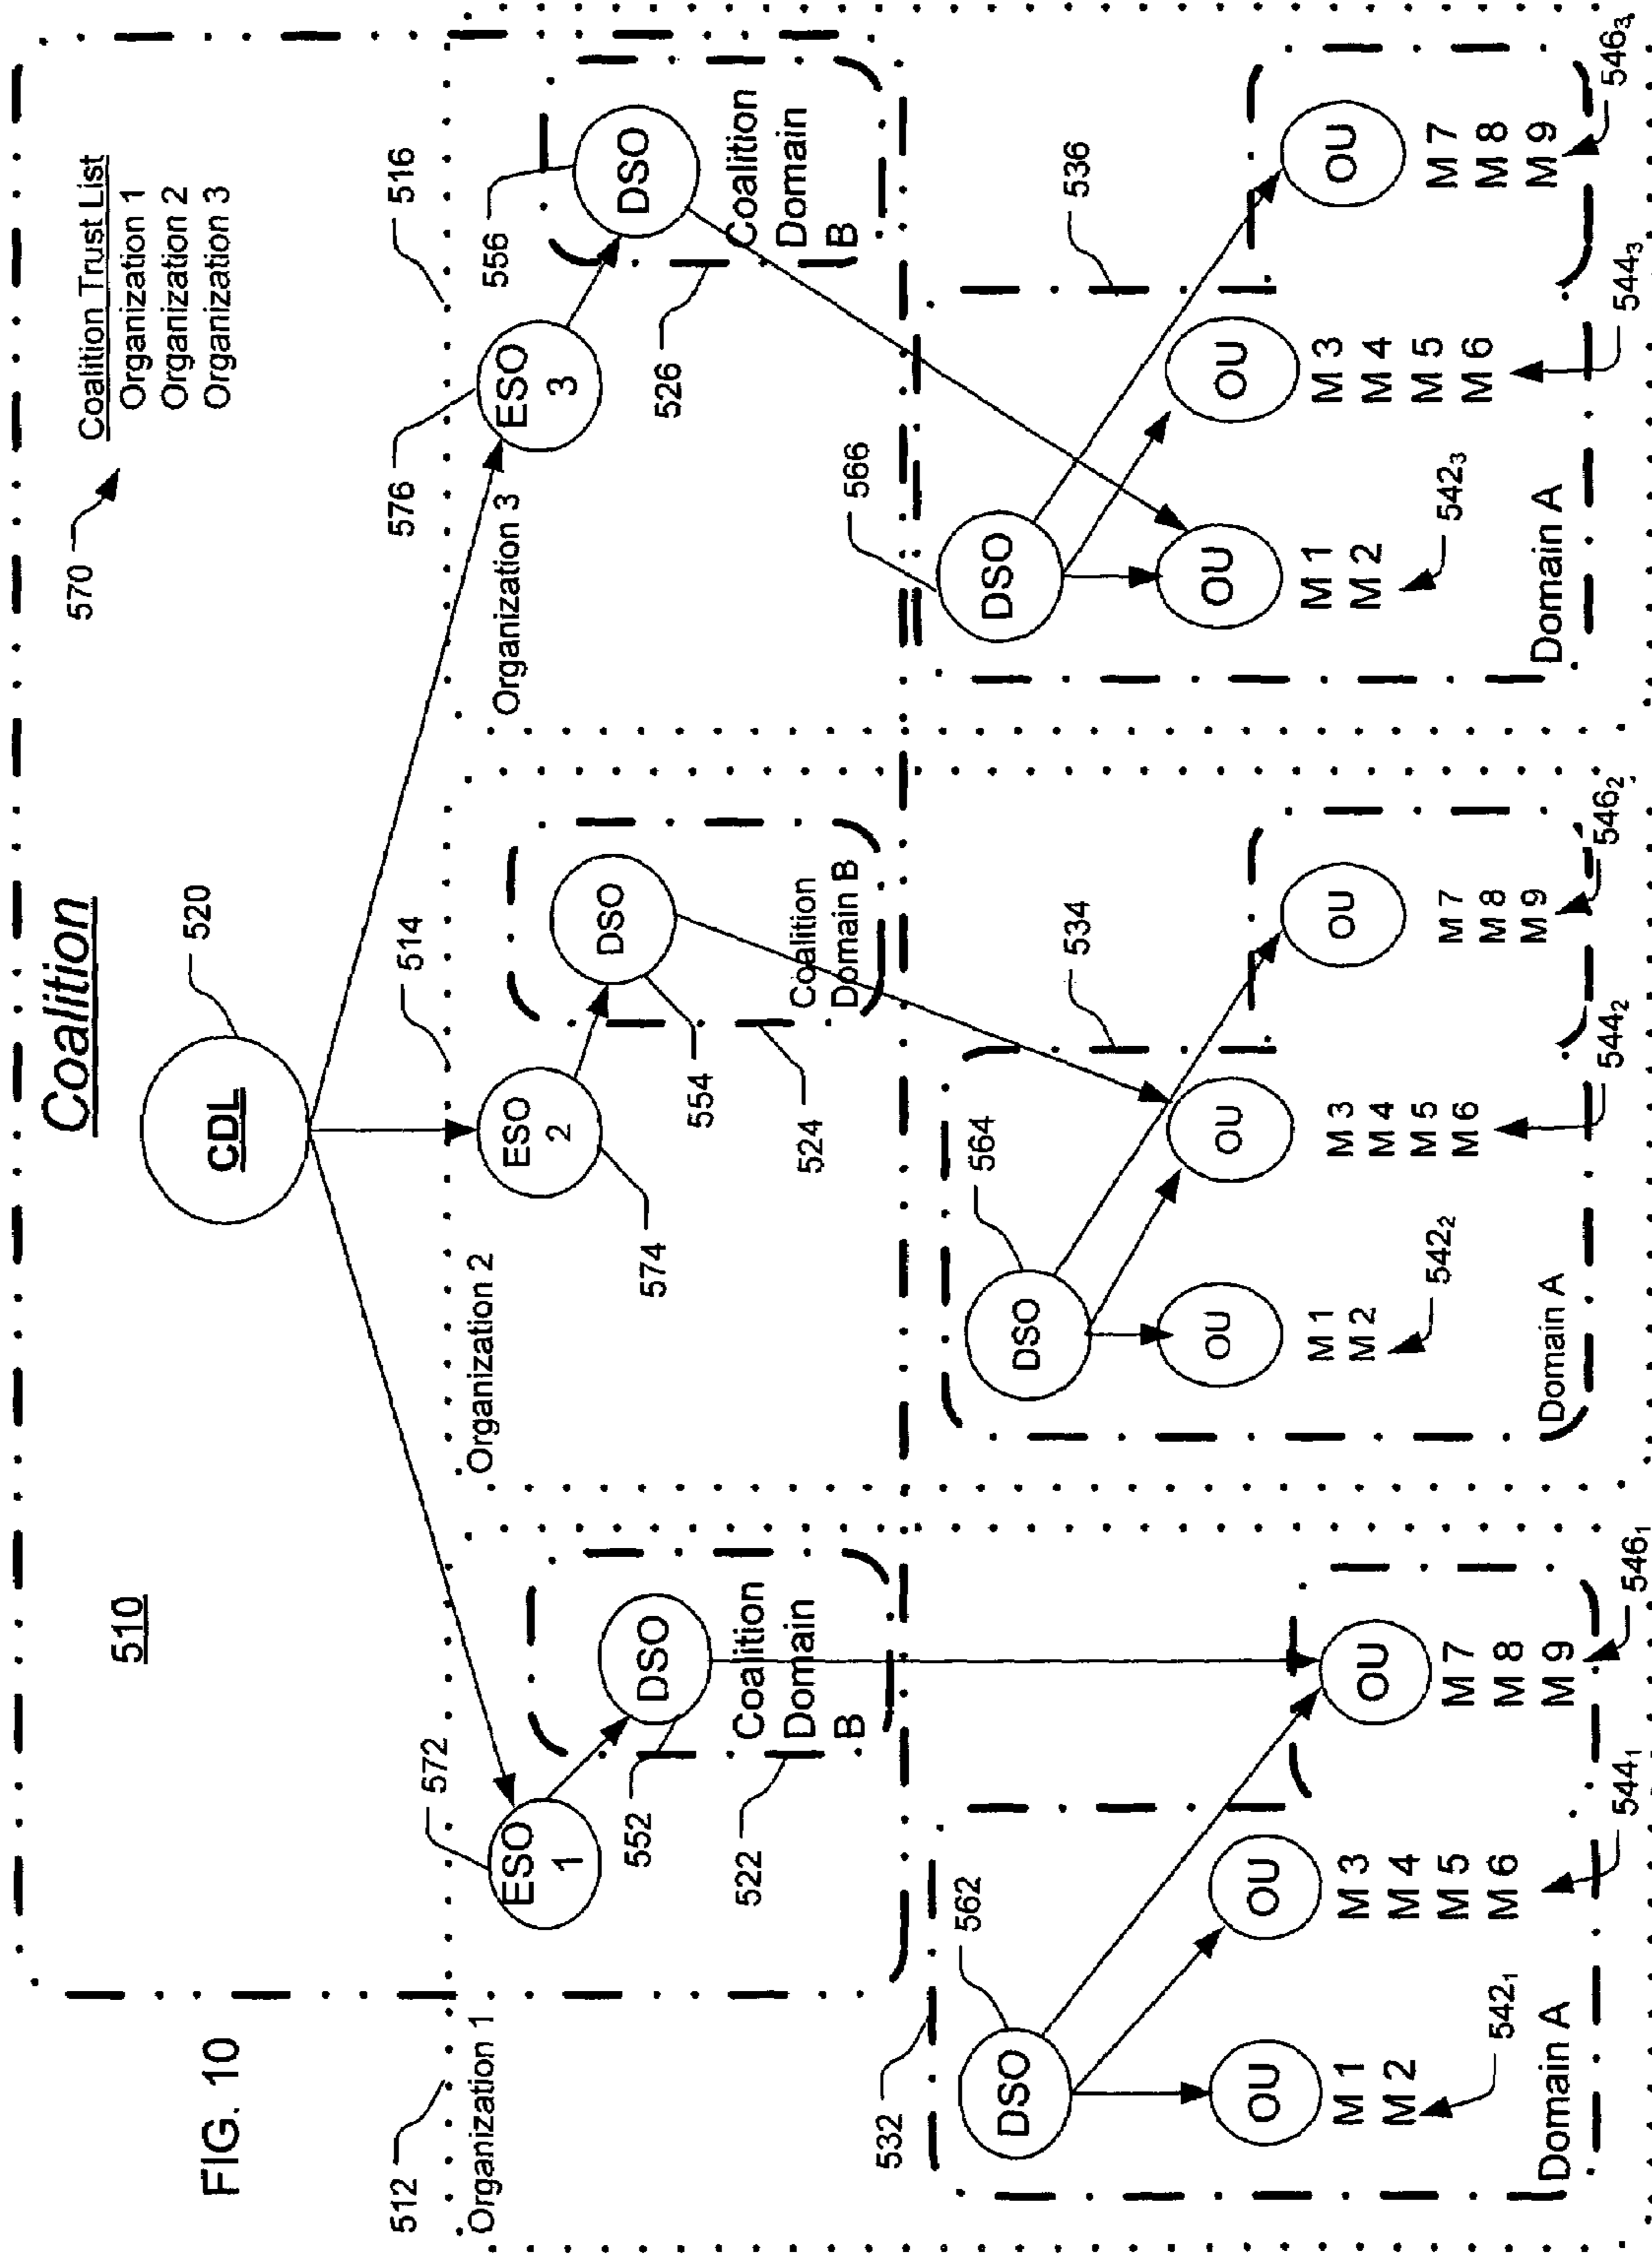 FIG. 10
510
Coalition
CDL
520
570
Coalition Trust List
Organization 1
Organization 2
Organization 3
512
Organization 1
572
ESO
1
552
522
DSO
Coalition
Domain
B
514
Organization 2
ESO
2
574
554
524
DSO
Coalition
Domain B
516
Organization 3
576
ESO
3
556
526
DSO
Coalition
Domain
B
532
562
DSO
OU
M 1
M 2
542₁
OU
M 3
M 4
M 5
M 6
544₁
OU
M 7
M 8
M 9
546₁
Domain A
534
564
DSO
OU
M 1
M 2
542₂
OU
M 3
M 4
M 5
M 6
544₂
OU
M 7
M 8
M 9
546₂
Domain A
536
566
DSO
OU
M 1
M 2
542₃
OU
M 3
M 4
M 5
M 6
544₃
OU
M 7
M 8
M 9
546₃
Domain A